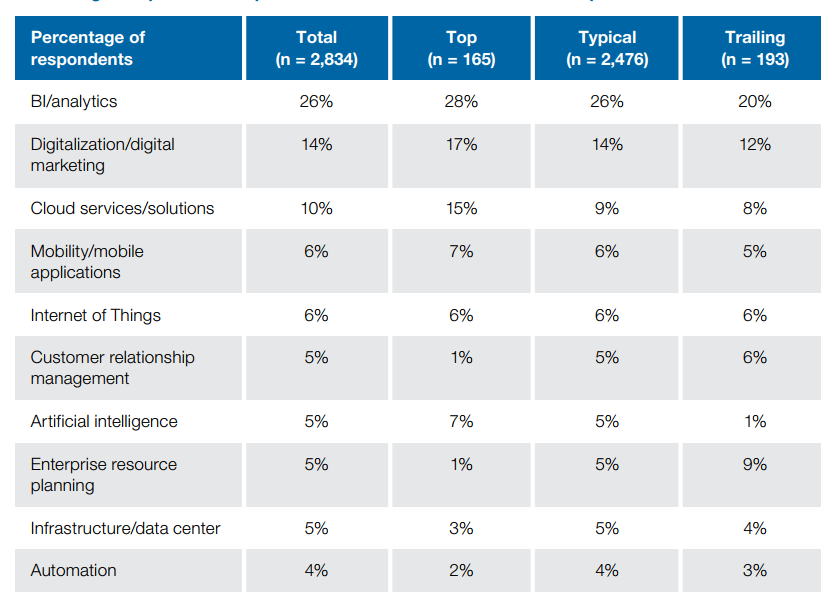 Percentage of respondents Total (n = 2,834) Top (n = 165) Typical (n = 2,476) Trailing (n = 193)
BI/analytics 26% 28% 26% 20%
Digitalization/digital marketing 14% 17% 14% 12%
Cloud services/solutions 10% 15% 9% 8%
Mobility/mobile applications 6% 7% 6% 5%
Internet of Things 6% 6% 6% 6%
Customer relationship management 5% 1% 5% 6%
Artificial intelligence 5% 7% 5% 1%
Enterprise resource planning 5% 1% 5% 9%
Infrastructure/data center 5% 3% 5% 4%
Automation 4% 2% 4% 3%